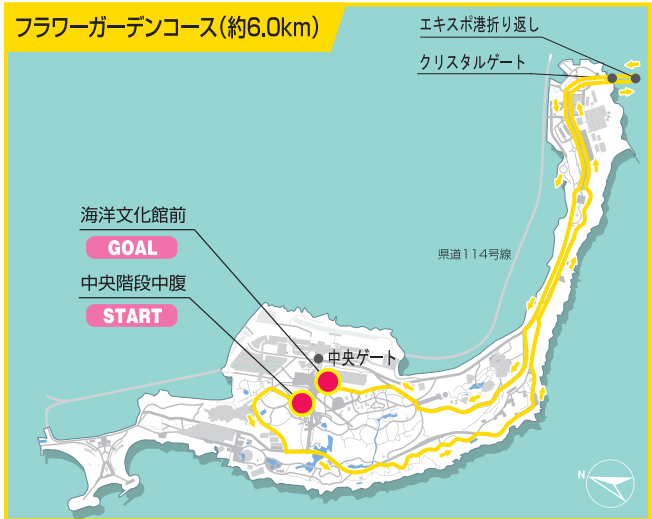 フラワーガーデンコース(約6.0km)
エキスポ港折り返し
クリスタルゲート
海洋文化館前
GOAL
県道114号線
中央階段中腹
START
中央ゲート
N